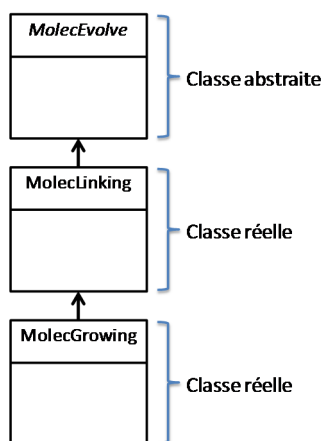 MolecEvolve
Classe abstraite
MolecLinking
Classe réelle
MolecGrowing
Classe réelle